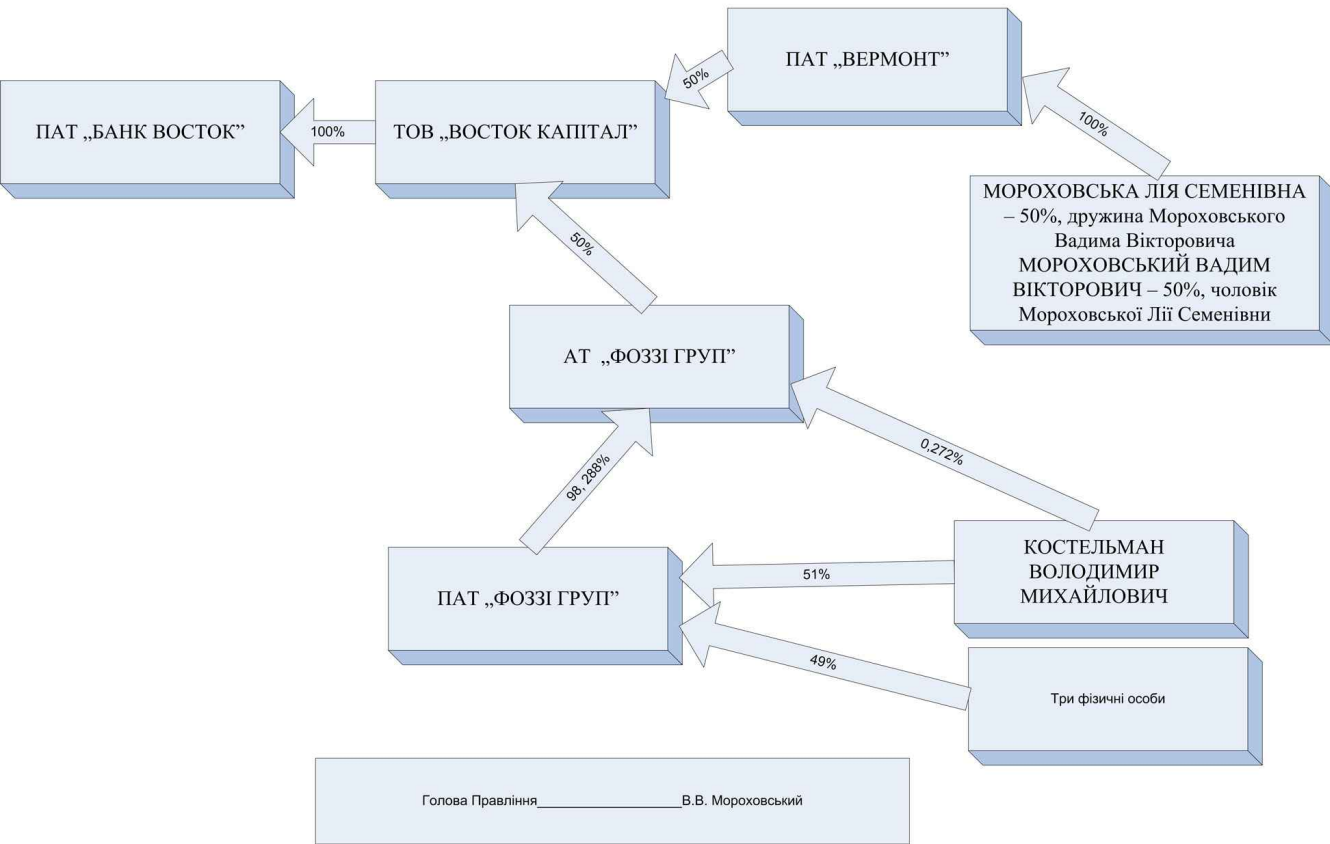 ПАТ „ВЕРМОНТ”
50%
ПАТ „БАНК ВОСТОК”
100%
ТОВ „ВОСТОК КАПІТАЛ”
100%
МОРОХОВСЬКА ЛІЯ СЕМЕНІВНА
– 50%, дружина Мороховського
Вадима Вікторовича
МОРОХОВСЬКИЙ ВАДИМ
ВІКТОРОВИЧ – 50%, чоловік
Мороховської Лії Семенівни
50%
АТ „ФОЗЗІ ГРУП”
0,272%
98, 288%
КОСТЕЛЬМАН
ВОЛОДИМИР
МИХАЙЛОВИЧ
51%
ПАТ „ФОЗЗІ ГРУП”
49%
Три фізичні особи
Голова Правління___________________В.В. Мороховський